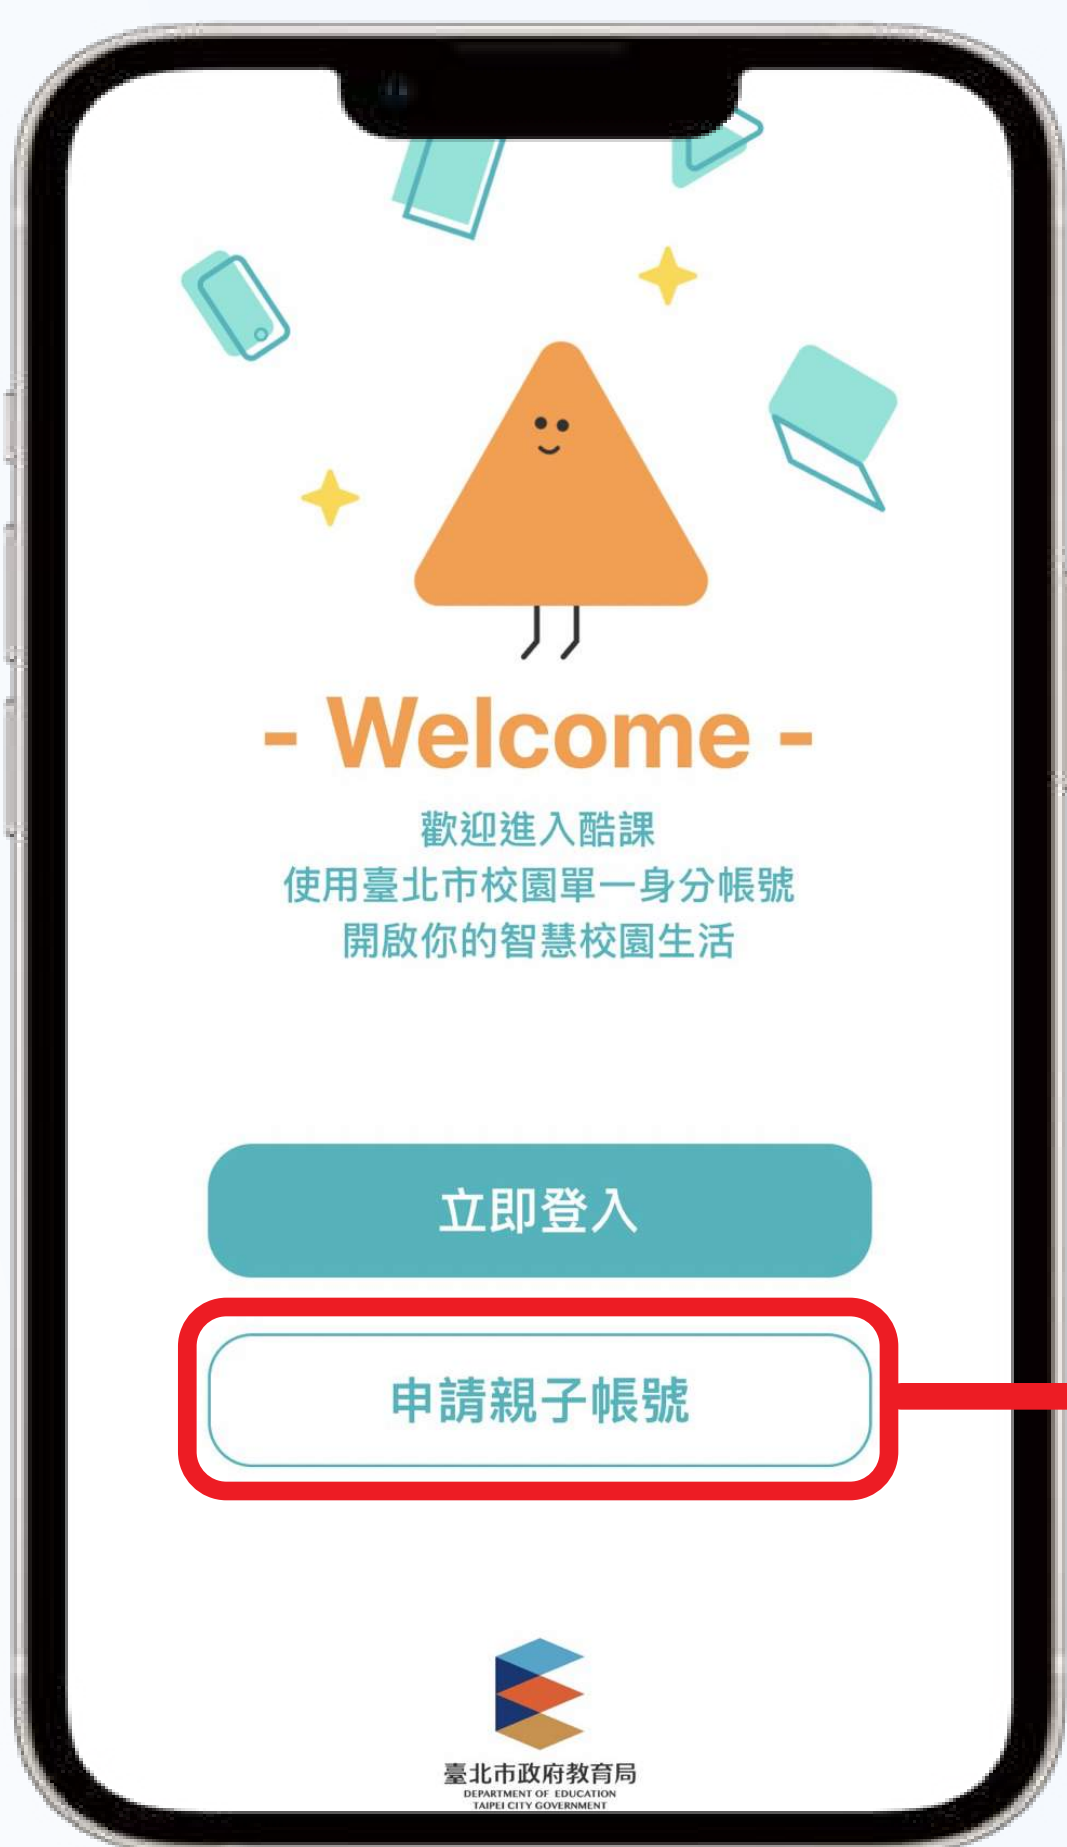 - Welcome -
歡迎進入酷課
使用臺北市校園單一身分帳號
開啟你的智慧校園生活
立即登入
申請親子帳號
臺北市政府教育局
DEPARTMENT OF EDUCATION
TAIPEI CITY GOVERNMENT